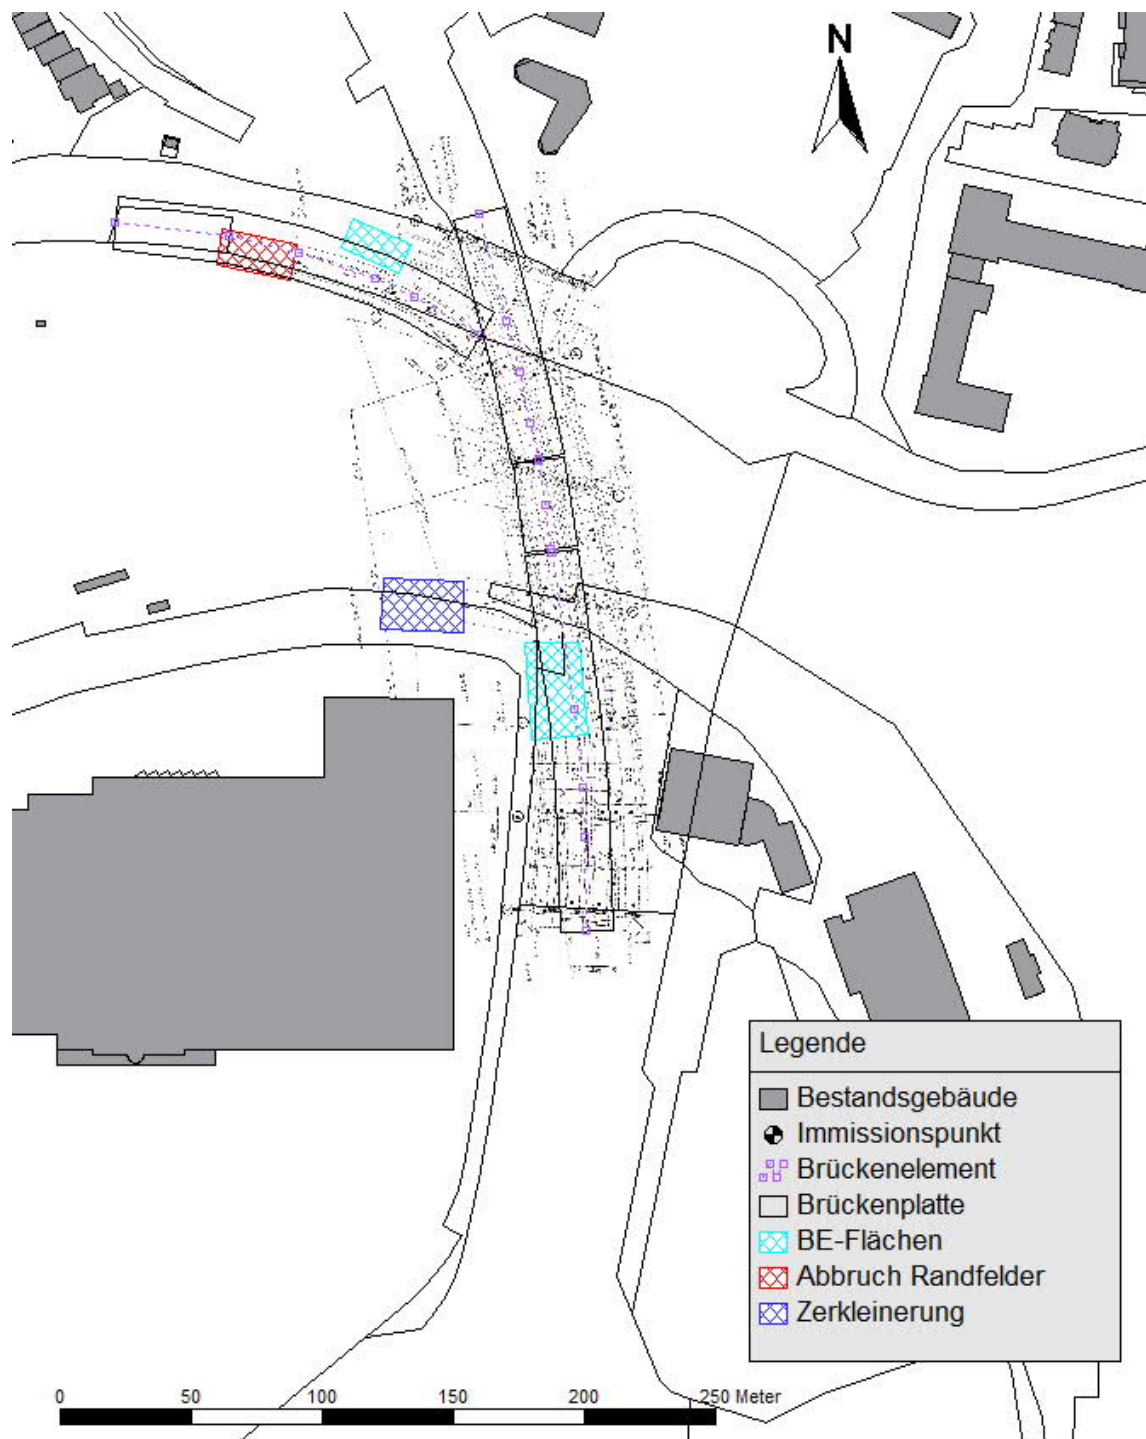 N
Legende
Bestandsgebäude
Immissionspunkt
Brückenelement
Brückenplatte
BE-Flächen
Abbruch Randfelder
Zerkleinerung
0 50 100 150 200 250 Meter